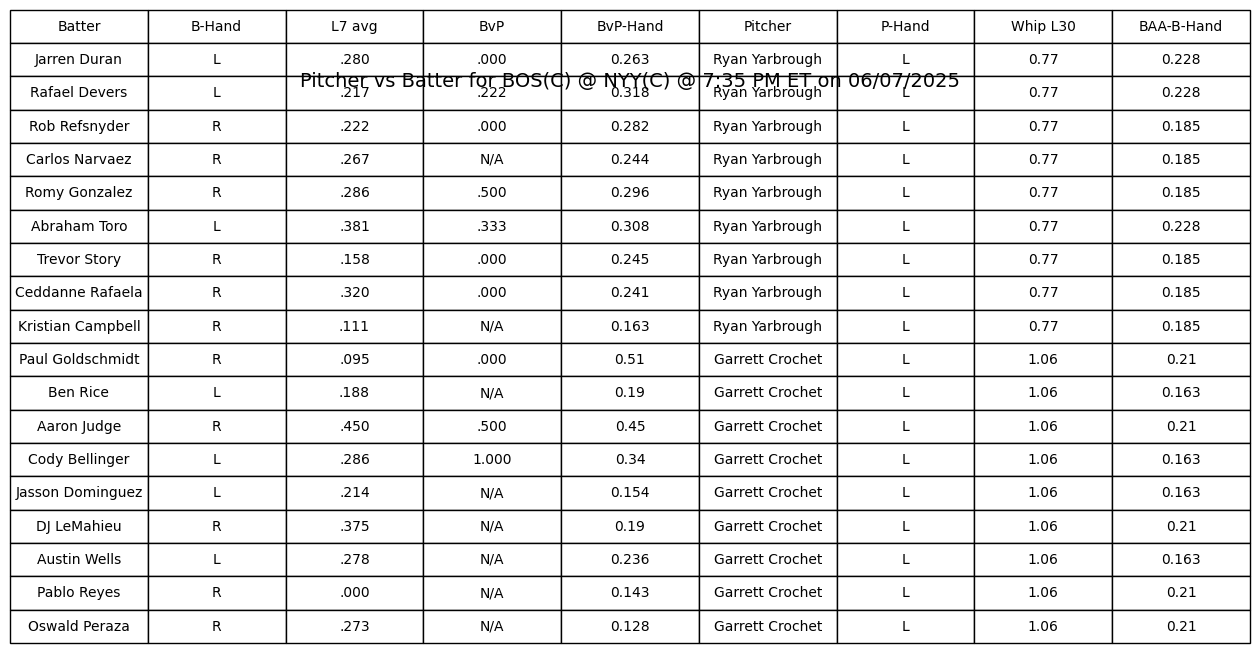 Batter B-Hand L7 avg BvP BvP-Hand Pitcher P-Hand Whip L30 BAA-B-Hand
Jarren Duran L .280 .000 0.263 Ryan Yarbrough L 0.77 0.228
Pitcher vs Batter for BOS(C) @ NYY(C) @ 7:35 PM ET on 06/07/2025
Rafael Devers L .217 .222 0.318 Ryan Yarbrough L 0.77 0.228
Rob Refsnyder R .222 .000 0.282 Ryan Yarbrough L 0.77 0.185
Carlos Narvaez R .267 N/A 0.244 Ryan Yarbrough L 0.77 0.185
Romy Gonzalez R .286 .500 0.296 Ryan Yarbrough L 0.77 0.185
Abraham Toro L .381 .333 0.308 Ryan Yarbrough L 0.77 0.228
Trevor Story R .158 .000 0.245 Ryan Yarbrough L 0.77 0.185
Ceddanne Rafaela R .320 .000 0.241 Ryan Yarbrough L 0.77 0.185
Kristian Campbell R .111 N/A 0.163 Ryan Yarbrough L 0.77 0.185
Paul Goldschmidt R .095 .000 0.51 Garrett Crochet L 1.06 0.21
Ben Rice L .188 N/A 0.19 Garrett Crochet L 1.06 0.163
Aaron Judge R .450 .500 0.45 Garrett Crochet L 1.06 0.21
Cody Bellinger L .286 1.000 0.34 Garrett Crochet L 1.06 0.163
Jasson Dominguez L .214 N/A 0.154 Garrett Crochet L 1.06 0.163
DJ LeMahieu R .375 N/A 0.19 Garrett Crochet L 1.06 0.21
Austin Wells L .278 N/A 0.236 Garrett Crochet L 1.06 0.163
Pablo Reyes R .000 N/A 0.143 Garrett Crochet L 1.06 0.21
Oswald Peraza R .273 N/A 0.128 Garrett Crochet L 1.06 0.21